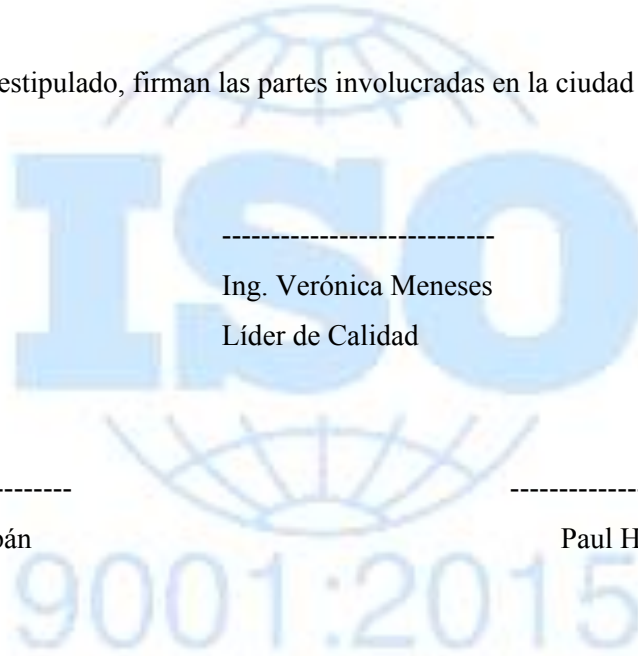 estipulado, firman las partes involucradas en la ciudad
ISO
----------------------------
Ing. Verónica Meneses
Líder de Calidad
-------- ---------------
pán Paul H
9001:2015